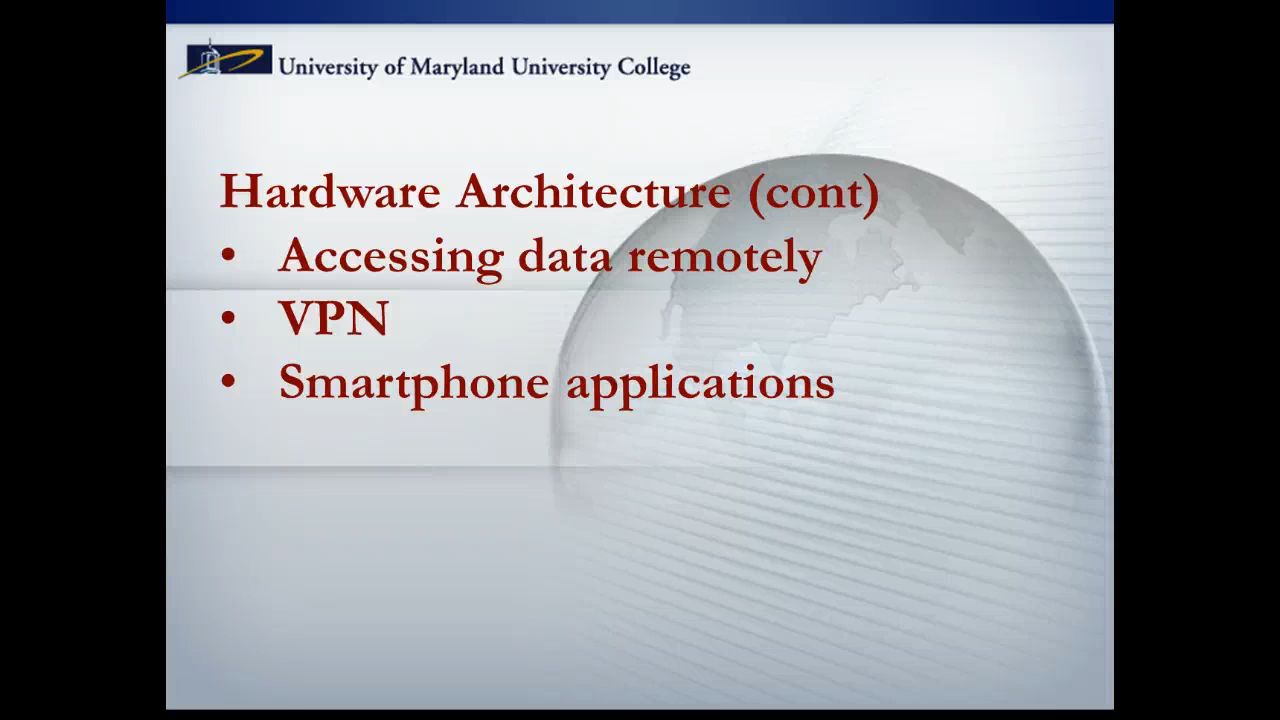 University of Maryland University College
Hardware Architecture (cont)
• Accessing data remotely
• VPN
• Smartphone applications